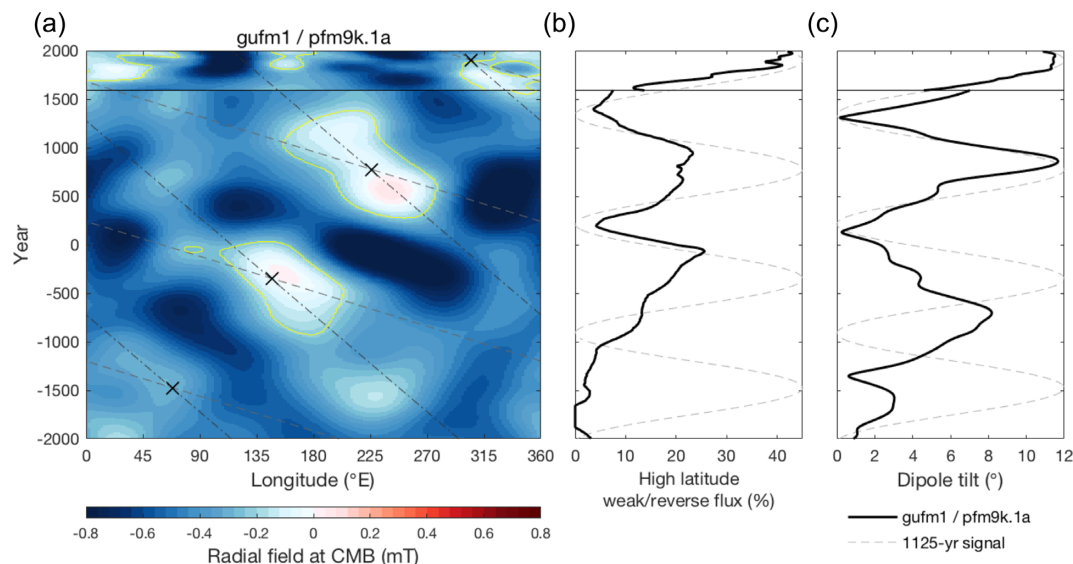 (a)
gufm1 / pfm9k.1a
Year
2000
1500
1000
500
0
-500
-1000
-1500
-2000
0 45 90 135 180 225 270 315 360
Longitude (°E)
-0.8 -0.6 -0.4 -0.2 0 0.2 0.4 0.6 0.8
Radial field at CMB (mT)
(b)
0 10 20 30 40
High latitude
weak/reverse flux (%)
(c)
0 2 4 6 8 10 12
Dipole tilt (°)
gufm1 / pfm9k.1a
1125-yr signal